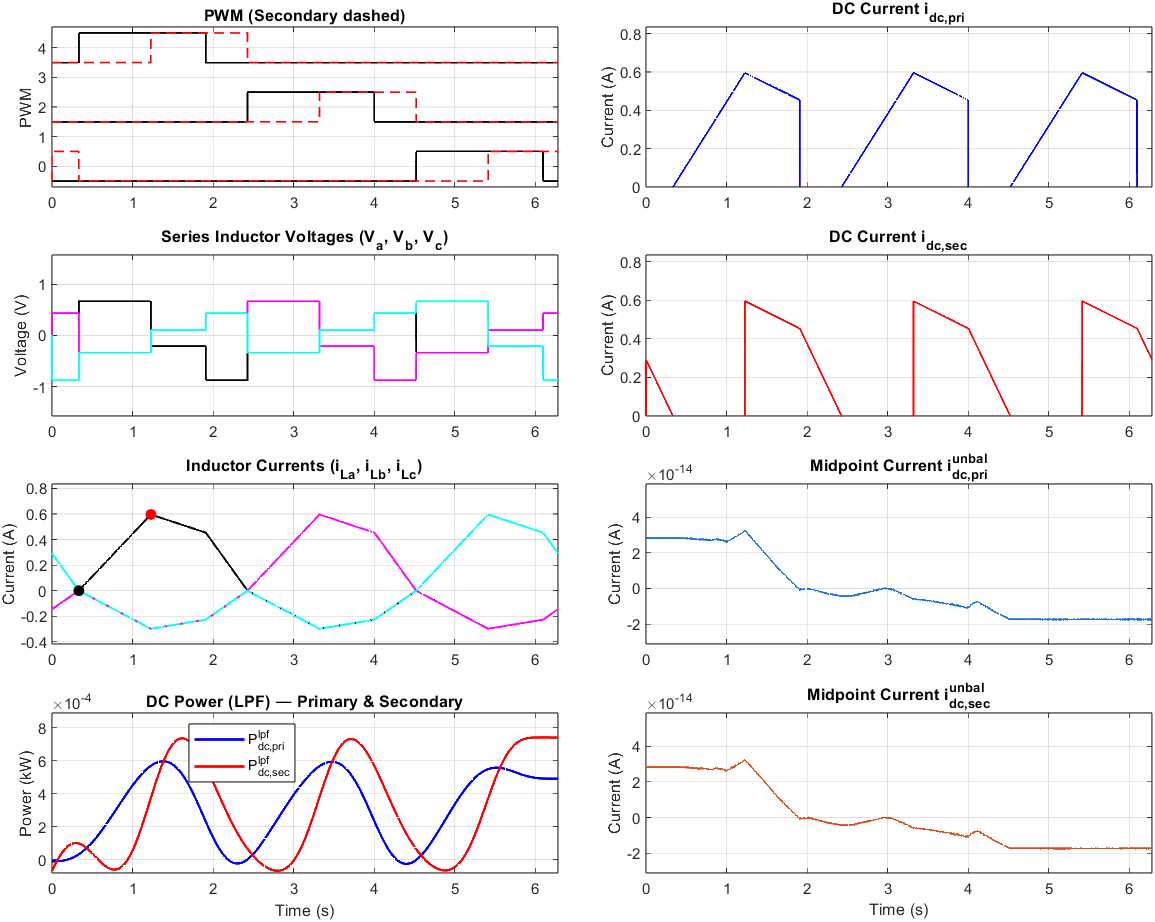 PWM (Secondary dashed)
PWM
4
3
2
1
0
0 1 2 3 4 5 6
DC Current i_dc,pri
Current (A)
0.8
0.6
0.4
0.2
0
0 1 2 3 4 5 6
Series Inductor Voltages (V_a, V_b, V_c)
Voltage (V)
1
0
-1
0 1 2 3 4 5 6
DC Current i_dc,sec
Current (A)
0.8
0.6
0.4
0.2
0
0 1 2 3 4 5 6
Inductor Currents (i_La, i_Lb, i_Lc)
Current (A)
0.8
0.6
0.4
0.2
0
-0.2
-0.4
0 1 2 3 4 5 6
Midpoint Current i_dc,pri^unbal
×10^-14
Current (A)
4
2
0
-2
0 1 2 3 4 5 6
DC Power (LPF) — Primary & Secondary
×10^-4
Power (kW)
8
6
4
2
0
P_dc,pri^lpf
P_dc,sec^lpf
0 1 2 3 4 5 6
Time (s)
Midpoint Current i_dc,sec^unbal
×10^-14
Current (A)
4
2
0
-2
0 1 2 3 4 5 6
Time (s)